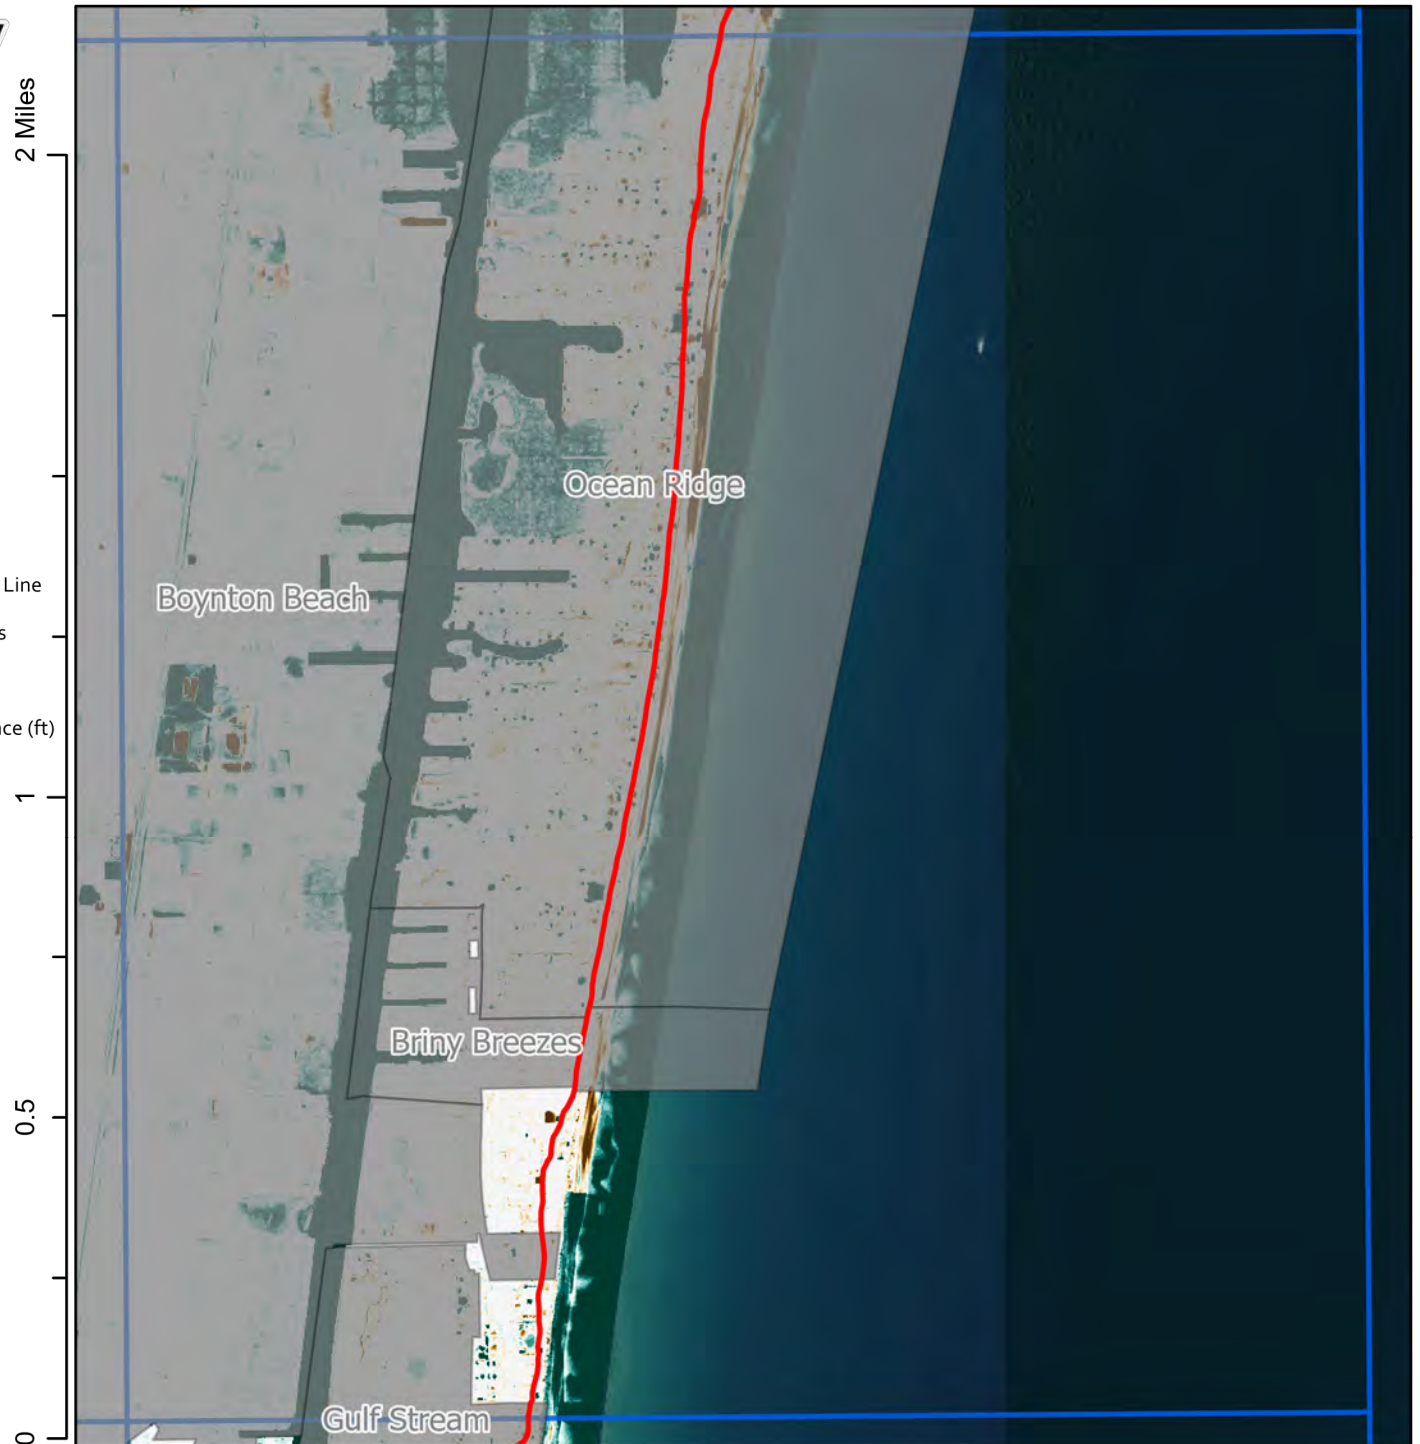 2 Miles
Ocean Ridge
Line
Boynton Beach
s
ce (ft)
1
Briny Breezes
0.5
Gulf Stream
0